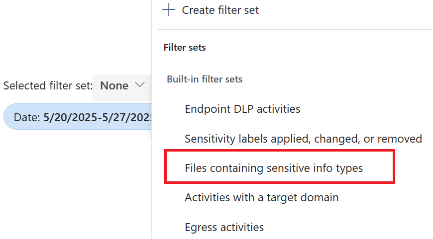 Create filter set
Filter sets
Selected filter set: None
Built-in filter sets
Date: 5/20/2025-5/27/202
Endpoint DLP activities
Sensitivity labels applied, changed, or removed
Files containing sensitive info types
Activities with a target domain
Egress activities